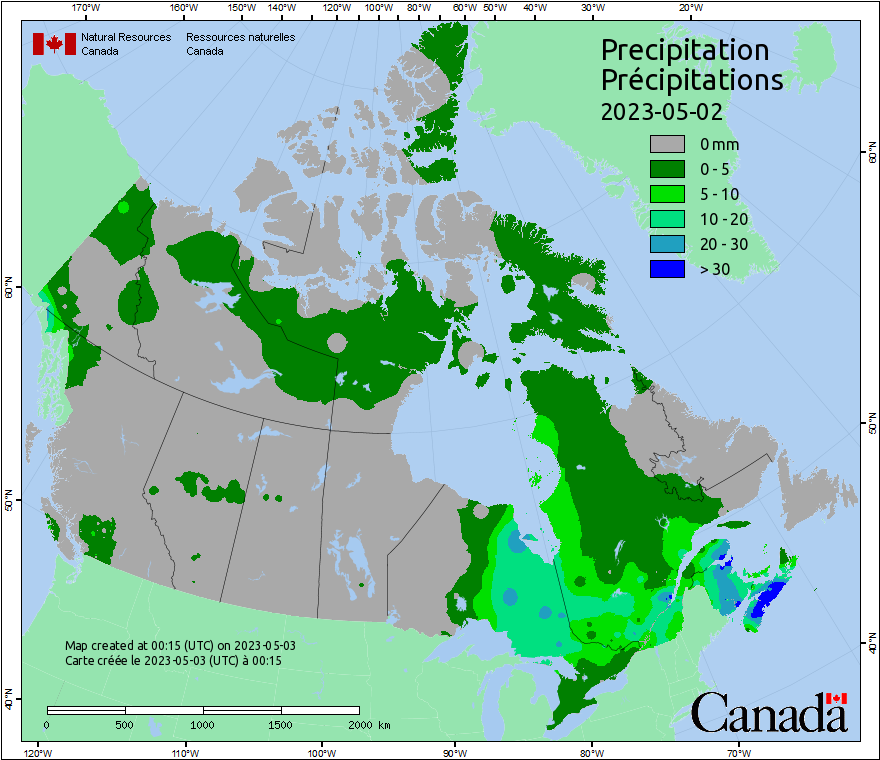 170°W 160°W 150°W 140°W 130°W 120°W 110°W 100°W 90°W 80°W 60°W 50°W 40°W 30°W 20°W
Natural Resources Ressources naturelles
Canada Canada
Precipitation
Précipitations
2023-05-02
0 mm
0 - 5
5 - 10
10 - 20
20 - 30
> 30
60°N
60°N
50°N
50°N
40°N
40°N
Map created at 00:15 (UTC) on 2023-05-03
Carte créée le 2023-05-03 (UTC) à 00:15
0 500 1000 1500 2000 km
Canada
120°W 110°W 100°W 90°W 80°W 70°W